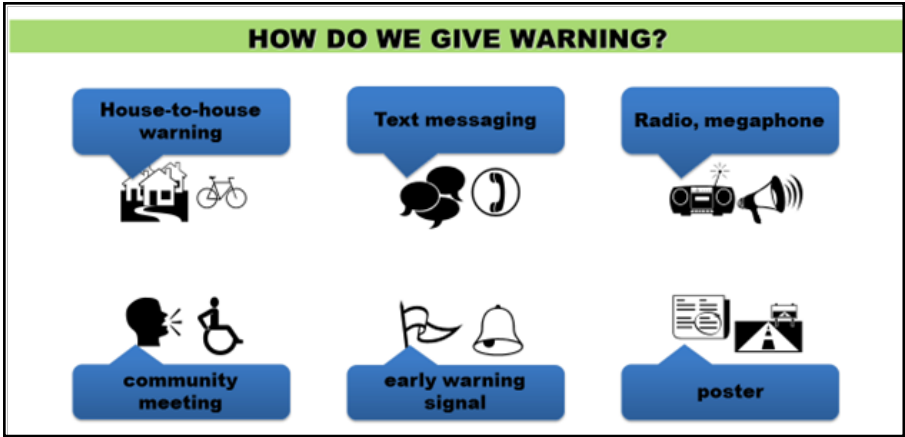 HOW DO WE GIVE WARNING?
House-to-house
warning
Text messaging
Radio, megaphone
community
meeting
early warning
signal
poster